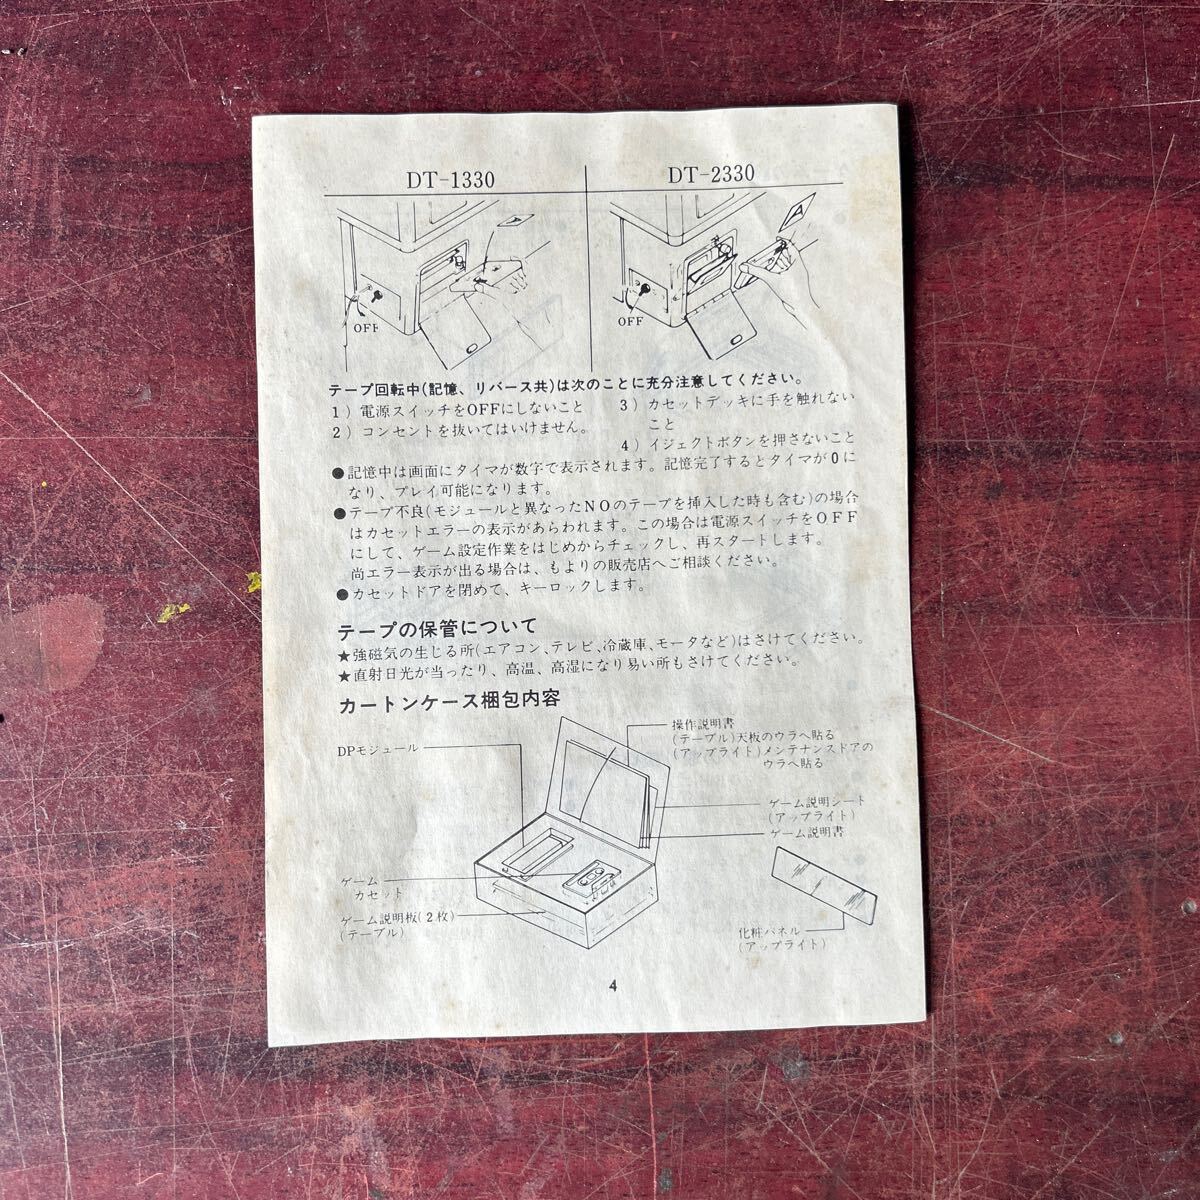 DT-1330
DT-2330
OFF
OFF
テープ回転中(記憶、リバース共)は次のことに充分注意してください。
1）電源スイッチをOFFにしないこと
2）コンセントを抜いてはいけません。
3）カセットデッキに手を触れない
こと
4）イジェクトボタンを押さないこと
●記憶中は画面にタイマが数字で表示されます。記憶完了するとタイマが0に
なり、プレイ可能になります。
●テープ不良(モジュールと異なったNOのテープを挿入した時も含む)の場合
はカセットエラーの表示があらわれます。この場合は電源スイッチをOFF
にして、ゲーム設定作業をはじめからチェックし、再スタートします。
尚エラー表示が出る場合は、もよりの販売店へご相談ください。
●カセットドアを閉めて、キーロックします。
テープの保管について
★強磁気の生じる所(エアコン、テレビ、冷蔵庫、モータなど)はさけてください。
★直射日光が当ったり、高温、高湿になり易い所もさけてください。
カートンケース梱包内容
DPモジュール
操作説明書
(テーブル)天板のウラへ貼る
(アップライト)メンテナンスドアの
ウラへ貼る
ゲーム説明シート
(アップライト)
ゲーム説明書
ゲーム
カセット
ゲーム説明板(2枚)
(テーブル)
化粧パネル
(アップライト)
4